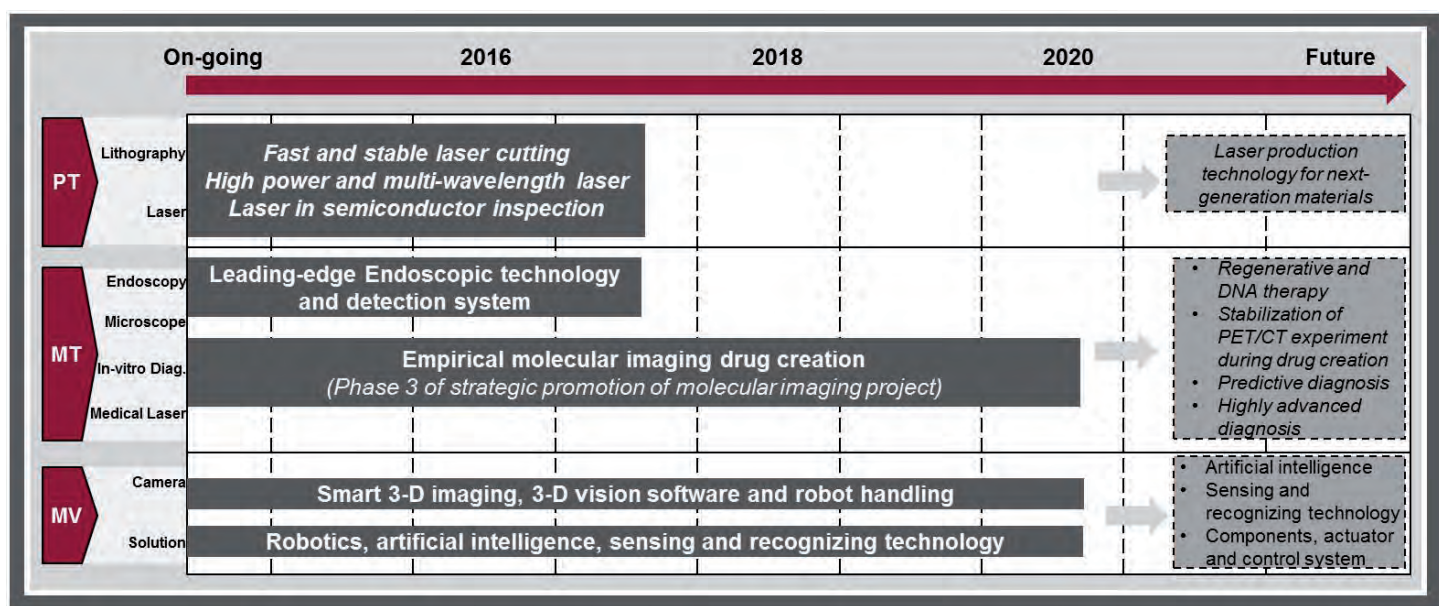 On-going 2016 2018 2020 Future
PT
Lithography
Laser
Fast and stable laser cutting
High power and multi-wavelength laser
Laser in semiconductor inspection
Laser production
technology for next-
generation materials
MT
Endoscopy
Microscope
In-vitro Diag.
Medical Laser
Leading-edge Endoscopic technology
and detection system
Empirical molecular imaging drug creation
(Phase 3 of strategic promotion of molecular imaging project)
• Regenerative and
DNA therapy
• Stabilization of
PET/CT experiment
during drug creation
• Predictive diagnosis
• Highly advanced
diagnosis
MV
Camera
Solution
Smart 3-D imaging, 3-D vision software and robot handling
Robotics, artificial intelligence, sensing and recognizing technology
• Artificial intelligence
• Sensing and
recognizing technology
• Components, actuator
and control system